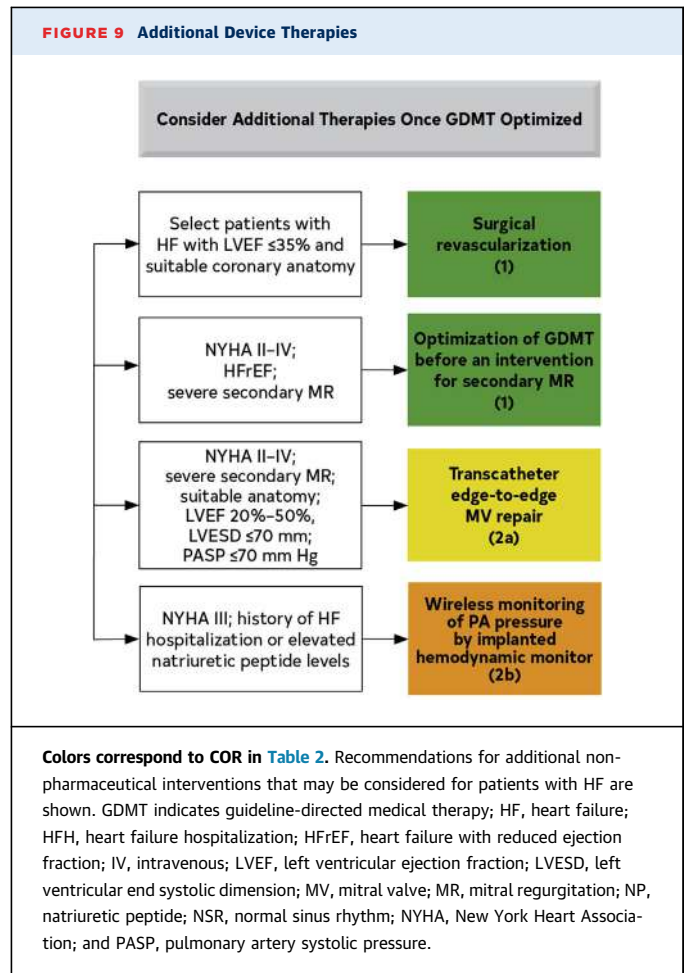 FIGURE 9 Additional Device Therapies
Consider Additional Therapies Once GDMT Optimized
Select patients with
HF with LVEF ≤35% and
suitable coronary anatomy
Surgical
revascularization
(1)
NYHA II–IV;
HFrEF;
severe secondary MR
Optimization of GDMT
before an intervention
for secondary MR
(1)
NYHA II–IV;
severe secondary MR;
suitable anatomy;
LVEF 20%–50%,
LVESD ≤70 mm;
PASP ≤70 mm Hg
Transcatheter
edge-to-edge
MV repair
(2a)
NYHA III; history of HF
hospitalization or elevated
natriuretic peptide levels
Wireless monitoring
of PA pressure
by implanted
hemodynamic monitor
(2b)
Colors correspond to COR in Table 2. Recommendations for additional non-
pharmaceutical interventions that may be considered for patients with HF are
shown. GDMT indicates guideline-directed medical therapy; HF, heart failure;
HFH, heart failure hospitalization; HFrEF, heart failure with reduced ejection
fraction; IV, intravenous; LVEF, left ventricular ejection fraction; LVESD, left
ventricular end systolic dimension; MV, mitral valve; MR, mitral regurgitation; NP,
natriuretic peptide; NSR, normal sinus rhythm; NYHA, New York Heart Associa-
tion; and PASP, pulmonary artery systolic pressure.